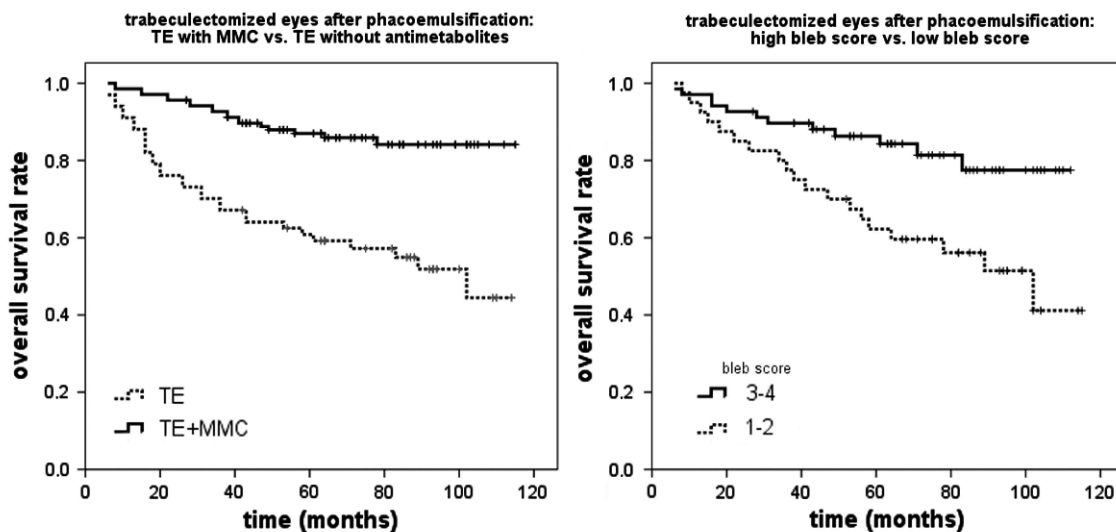 trabeculectomized eyes after phacoemulsification:
TE with MMC vs. TE without antimetabolites
overall survival rate
1.0
0.8
0.6
0.4
0.2
0.0
TE
TE+MMC
0
20
40
60
80
100
120
time (months)
trabeculectomized eyes after phacoemulsification:
high bleb score vs. low bleb score
overall survival rate
1.0
0.8
0.6
0.4
0.2
0.0
bleb score
3-4
1-2
0
20
40
60
80
100
120
time (months)